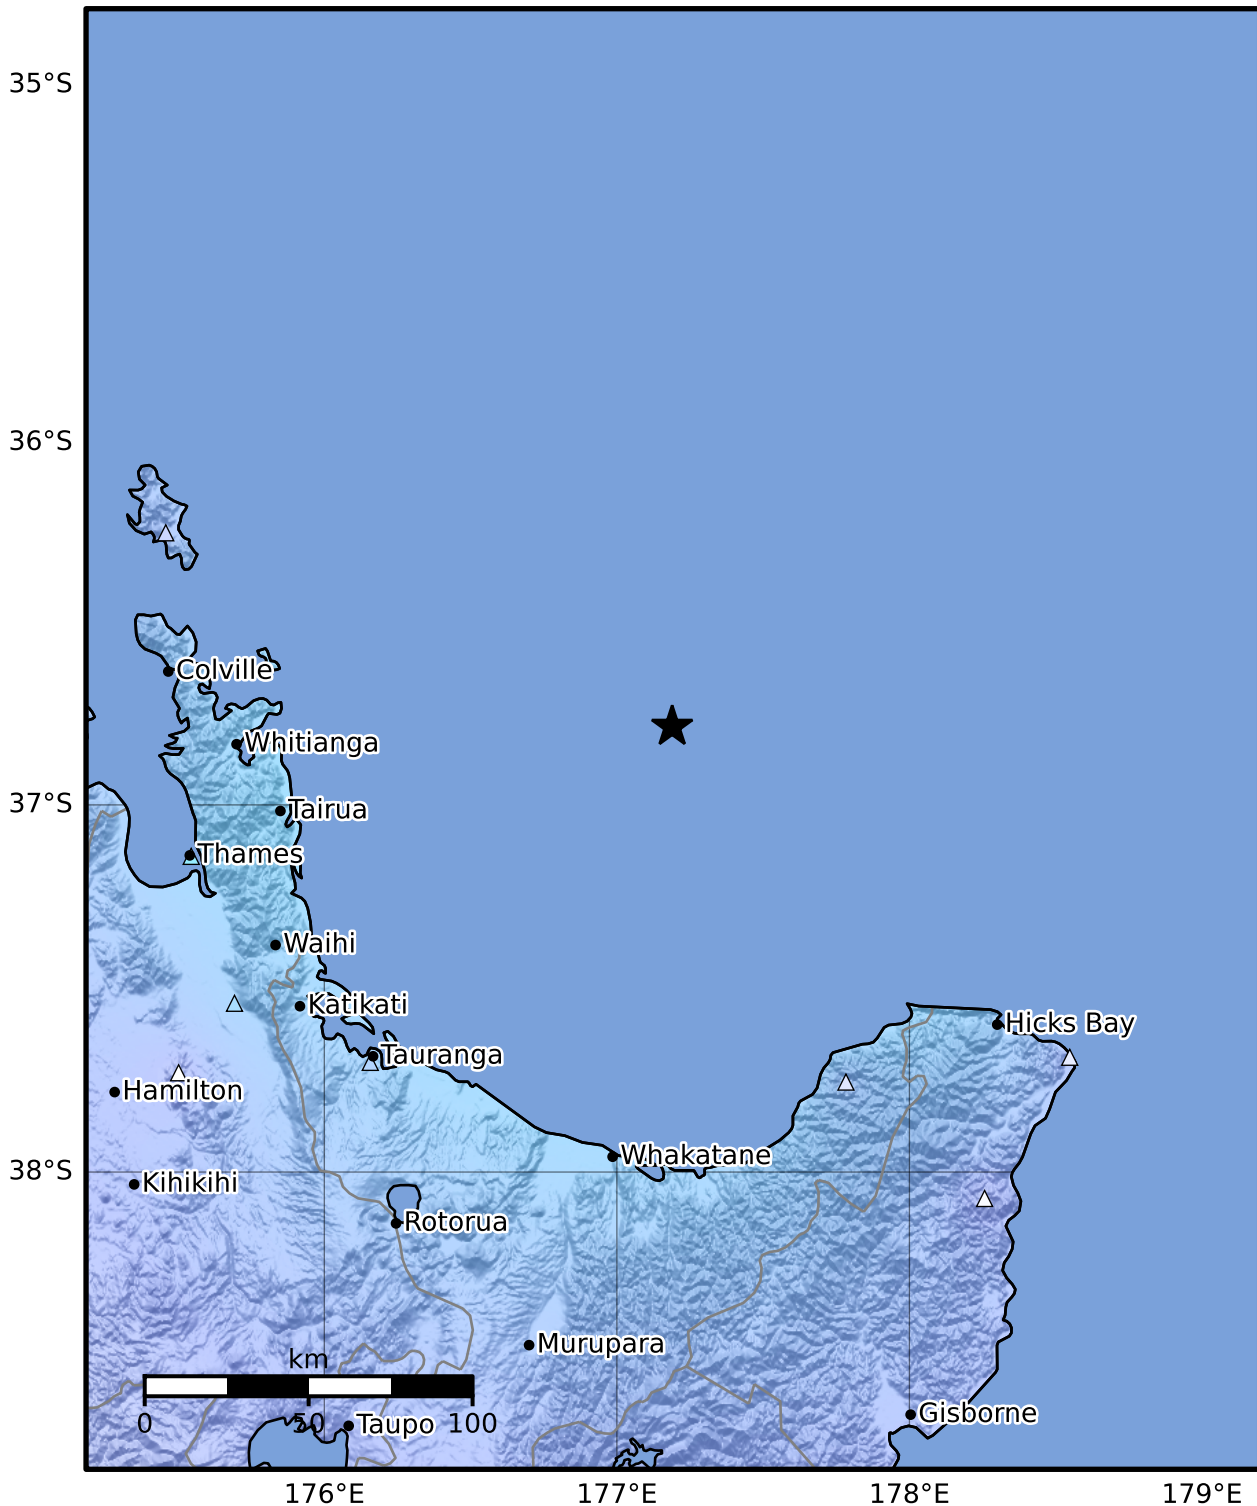 35°S
36°S
Colville
Whitianga
37°S
Tairua
Thames
Waihi
Katikati
Hicks Bay
Tauranga
Hamilton
Whakatane
38°S
Kihikihi
Rotorua
Murupara
km
0 50 100
Gisborne
Taupo
176°E 177°E 178°E 179°E